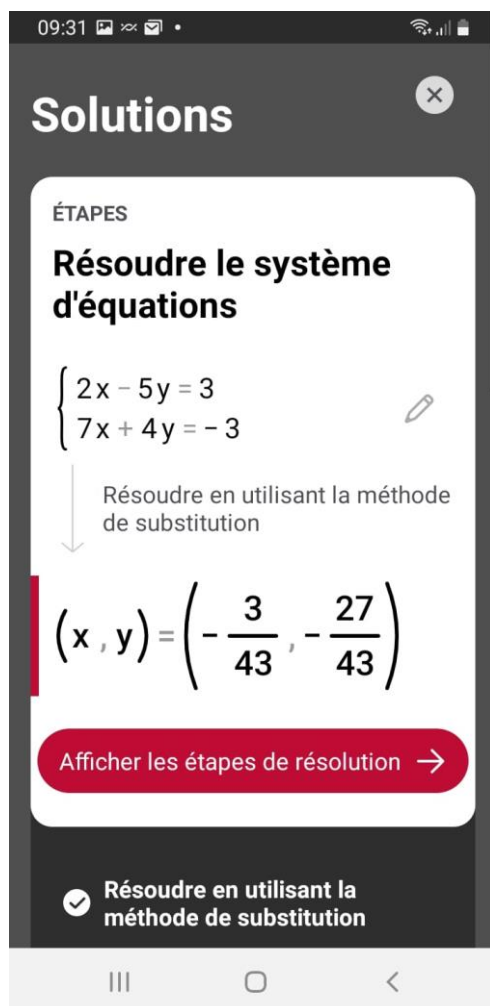 09:31
Solutions
ÉTAPES
Résoudre le système
d'équations
2x - 5y = 3
7x + 4y = - 3
Résoudre en utilisant la méthode
de substitution
(x , y) = (- 3/43 , - 27/43)
Afficher les étapes de résolution →
Résoudre en utilisant la
méthode de substitution